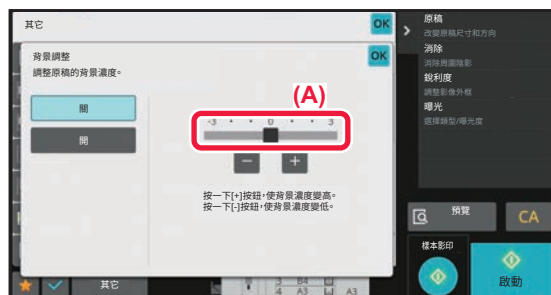 其它
OK
背景調整
OK
調整原稿的背景濃度。
關
開
(A)
-3 • • 0 • • 3
按一下[+]按鈕,使背景濃度變高。
按一下[-]按鈕,使背景濃度變低。
原稿
改變原稿尺寸和方向
消除
消除周圍陰影
銳利度
調整影像外框
曝光
選擇類型/曝光度
預覽
CA
樣本影印
啟動
其它
3 B4
4 A3 A3